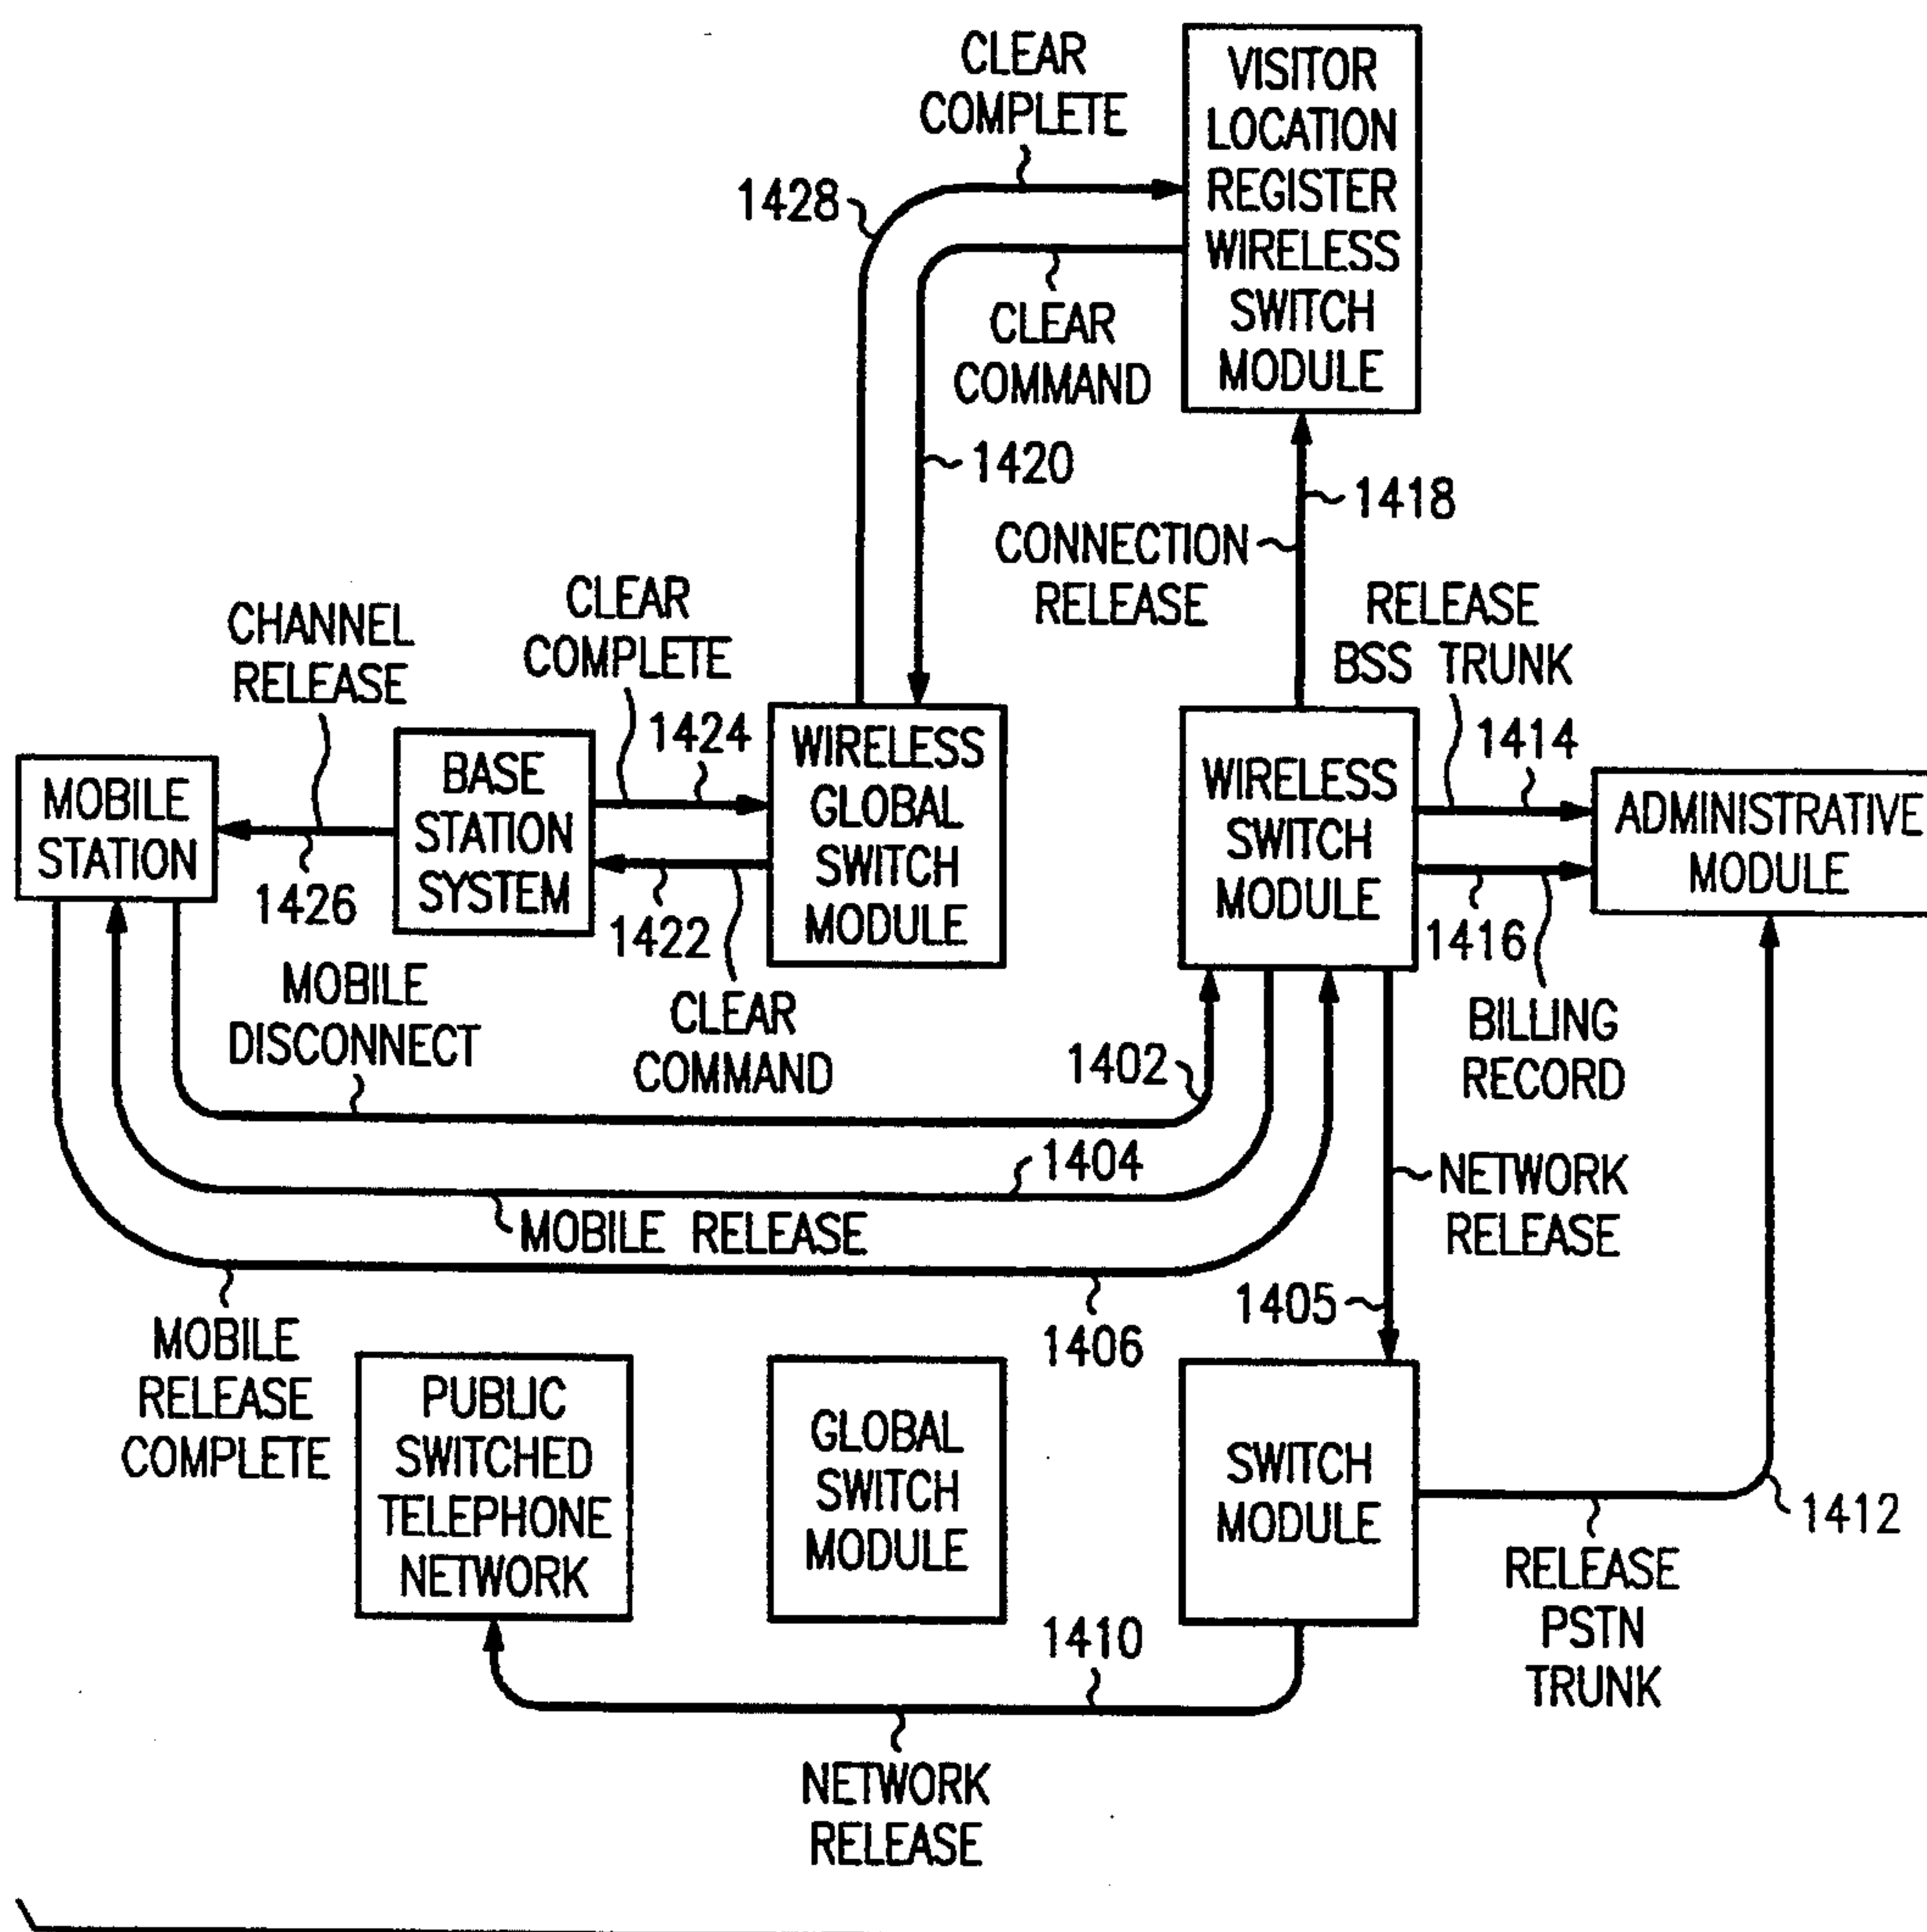 CLEAR
COMPLETE
VISITOR
LOCATION
REGISTER
WIRELESS
SWITCH
MODULE
1428
CLEAR
COMMAND
1420
1418
CONNECTION
RELEASE
CHANNEL
RELEASE
CLEAR
COMPLETE
1424
RELEASE
BSS TRUNK
1414
MOBILE
STATION
BASE
STATION
SYSTEM
WIRELESS
GLOBAL
SWITCH
MODULE
WIRELESS
SWITCH
MODULE
ADMINISTRATIVE
MODULE
1426
1422
1416
MOBILE
DISCONNECT
CLEAR
COMMAND
BILLING
RECORD
1402
1404
MOBILE RELEASE
NETWORK
RELEASE
1405
1406
MOBILE
RELEASE
COMPLETE
PUBLIC
SWITCHED
TELEPHONE
NETWORK
GLOBAL
SWITCH
MODULE
SWITCH
MODULE
1412
RELEASE
PSTN
TRUNK
1410
NETWORK
RELEASE